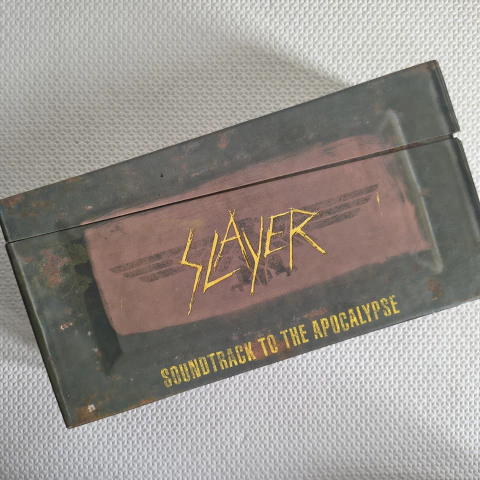 SLAYER
SOUNDTRACK TO THE APOCALYPSE